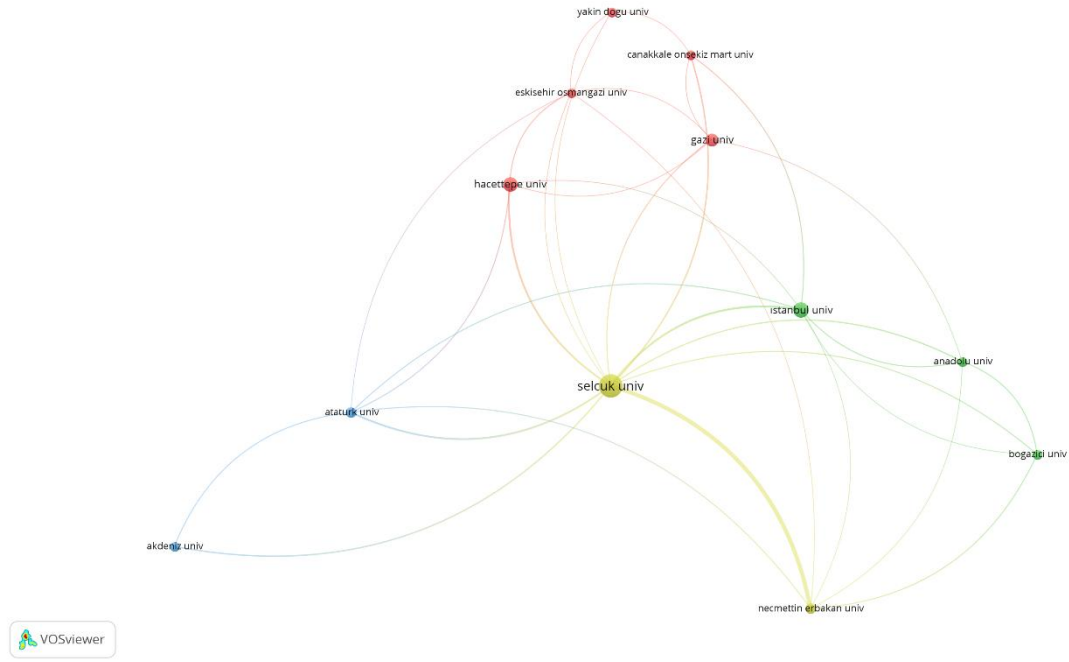 yakin dogu univ
canakkale onsekiz mart univ
eskisehir osmangazi univ
gazi univ
hacettepe univ
ıstanbul univ
anadolu univ
selcuk univ
ataturk univ
bogazici univ
akdeniz univ
necmettin erbakan univ
VOSviewer